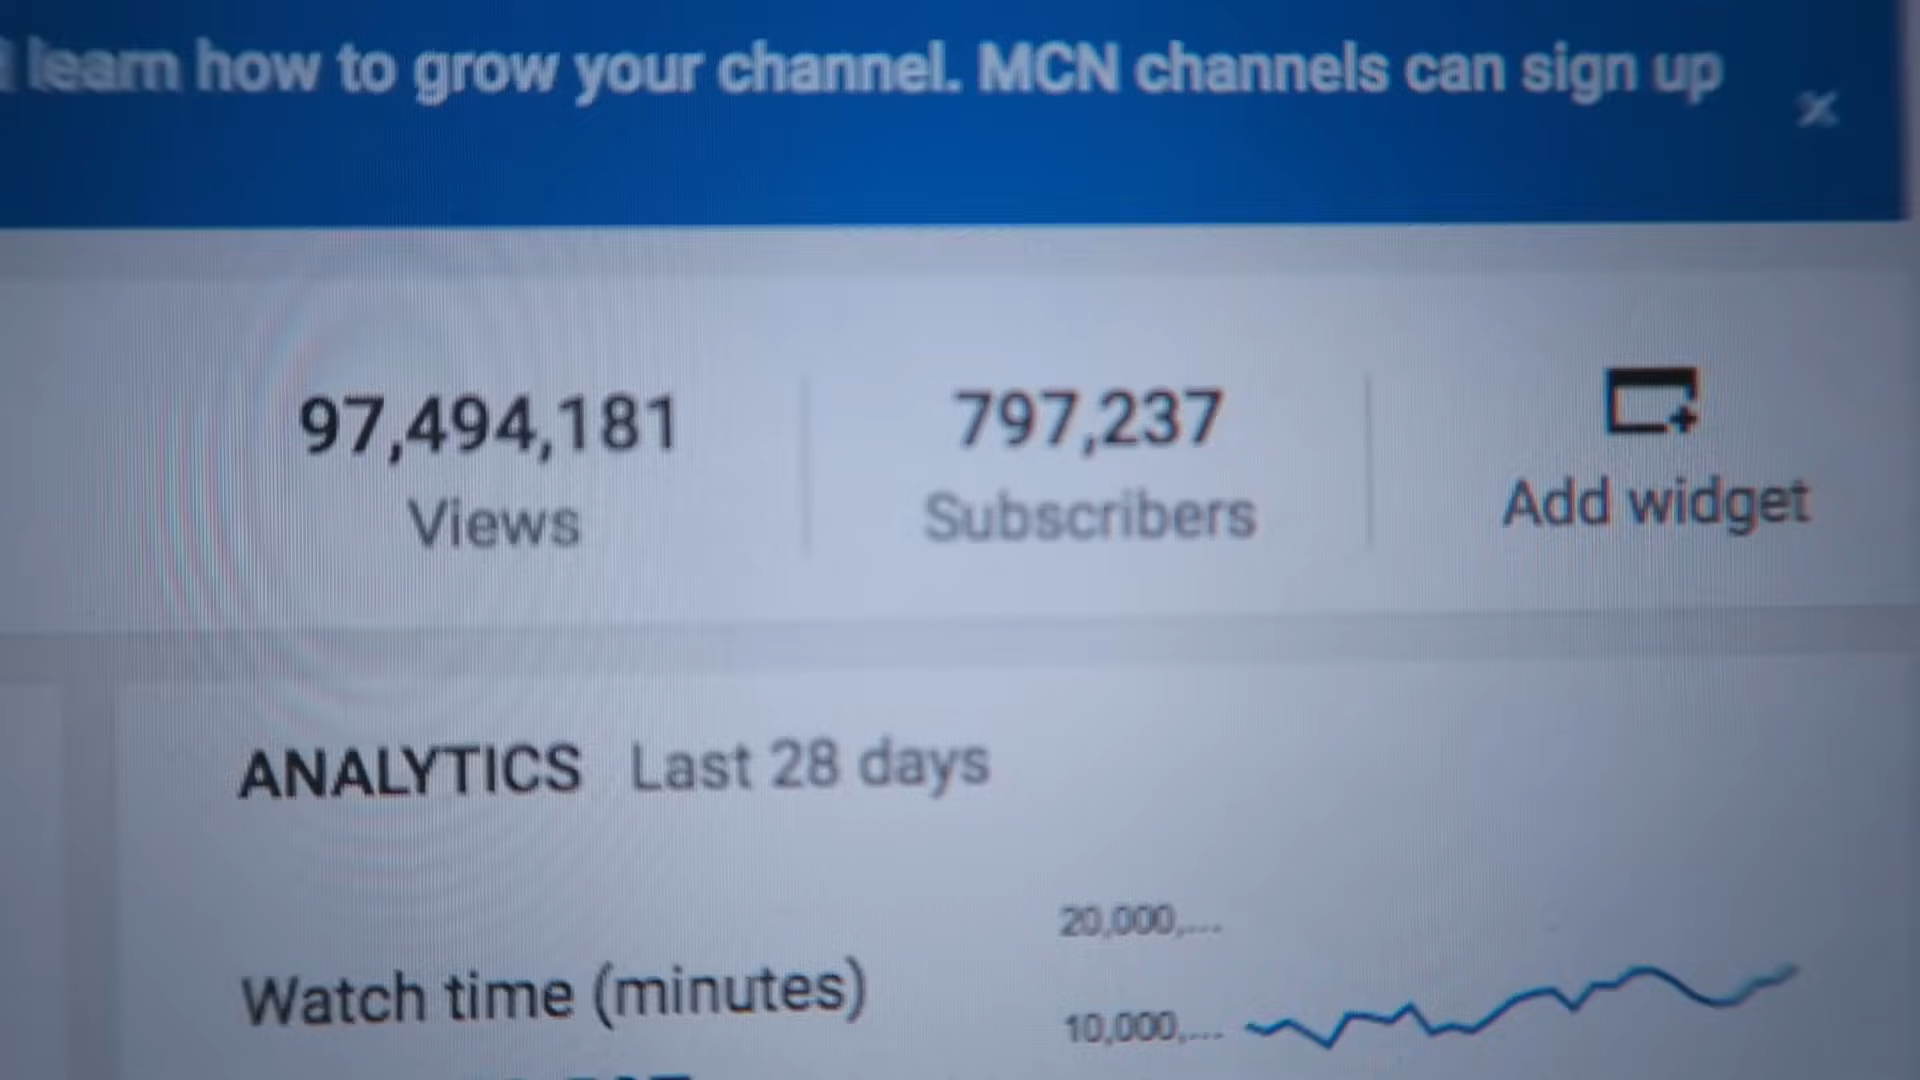 learn how to grow your channel. MCN channels can sign up
97,494,181
Views
797,237
Subscribers
Add widget
ANALYTICS Last 28 days
20,000,...
Watch time (minutes)
10,000,...